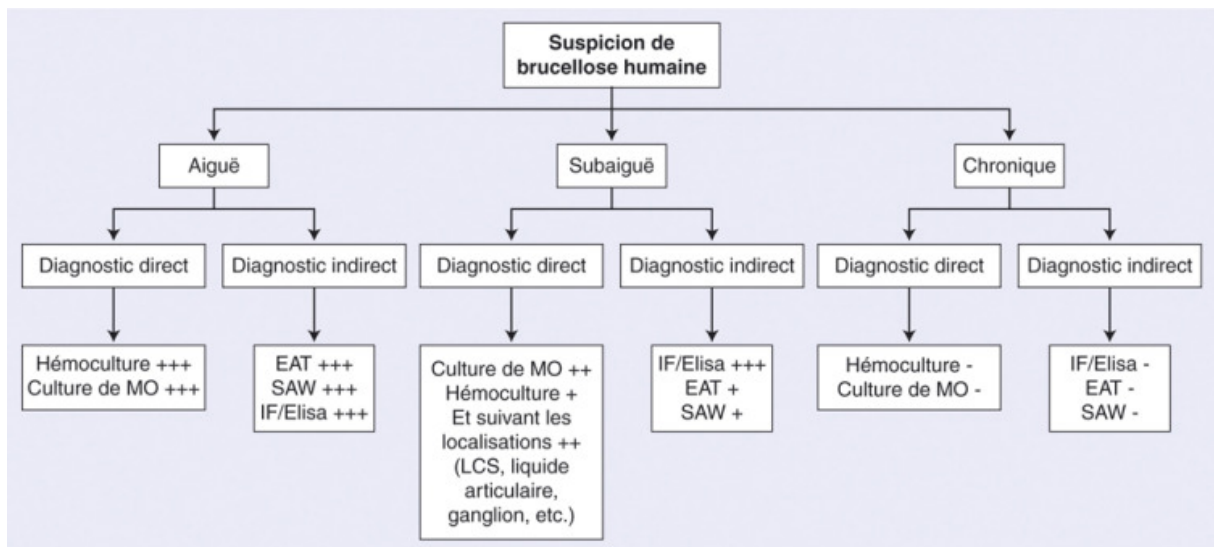 Suspicion de
brucellose humaine
Aiguë
Subaiguë
Chronique
Diagnostic direct
Diagnostic indirect
Diagnostic direct
Diagnostic indirect
Diagnostic direct
Diagnostic indirect
Hémoculture +++
Culture de MO +++
EAT +++
SAW +++
IF/Elisa +++
Culture de MO ++
Hémoculture +
Et suivant les
localisations ++
(LCS, liquide
articulaire,
ganglion, etc.)
IF/Elisa +++
EAT +
SAW +
Hémoculture -
Culture de MO -
IF/Elisa -
EAT -
SAW -